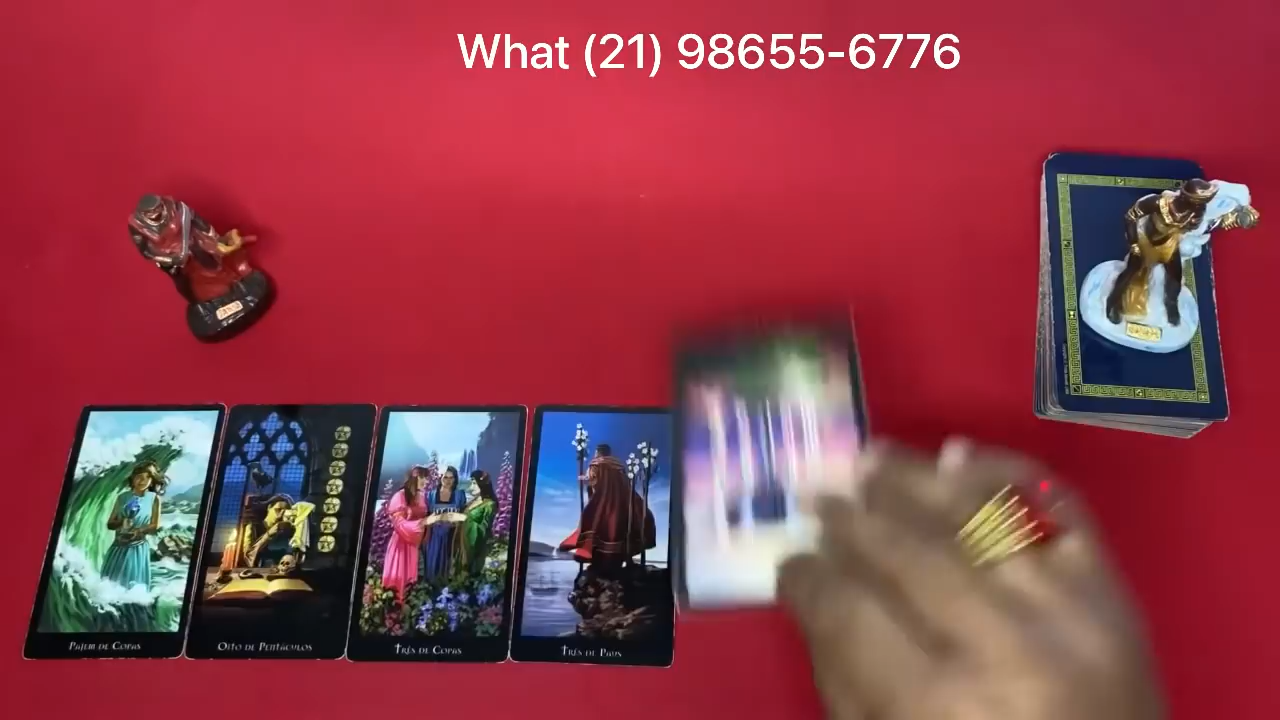 What (21) 98655-6776
Pajem de Copas
Oito de Pentáculos
Três de Copas
Três de Paus